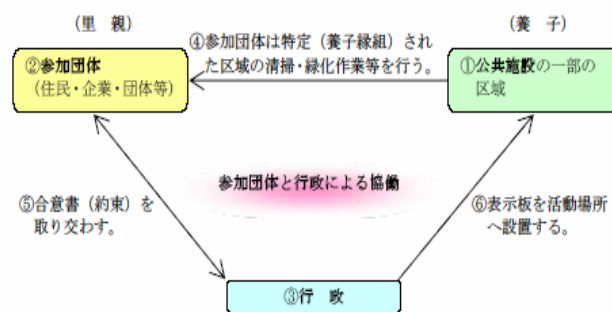 (里　親)
(養　子)
④参加団体は特定（養子縁組）され
た区域の清掃・緑化作業等を行う。
②参加団体
（住民・企業・団体等）
①公共施設の一部の
区域
参加団体と行政による協働
⑤合意書（約束）を
取り交わす。
⑥表示板を活動場所
へ設置する。
③行　政